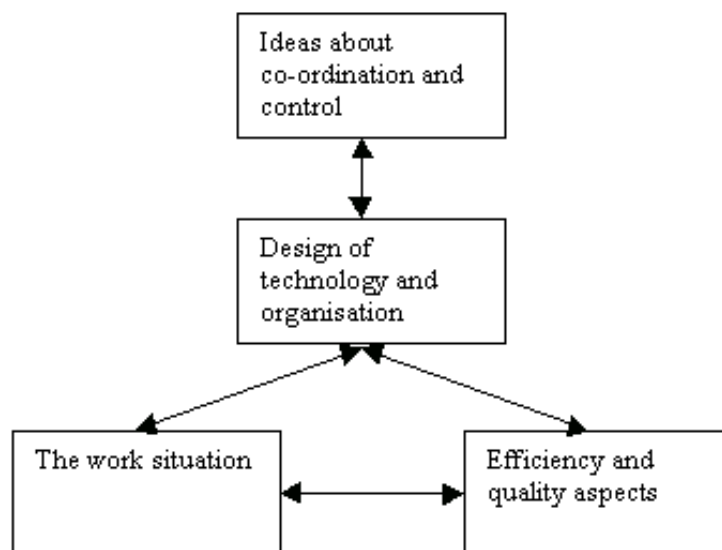 Ideas about
co-ordination and
control
Design of
technology and
organisation
The work situation
Efficiency and
quality aspects